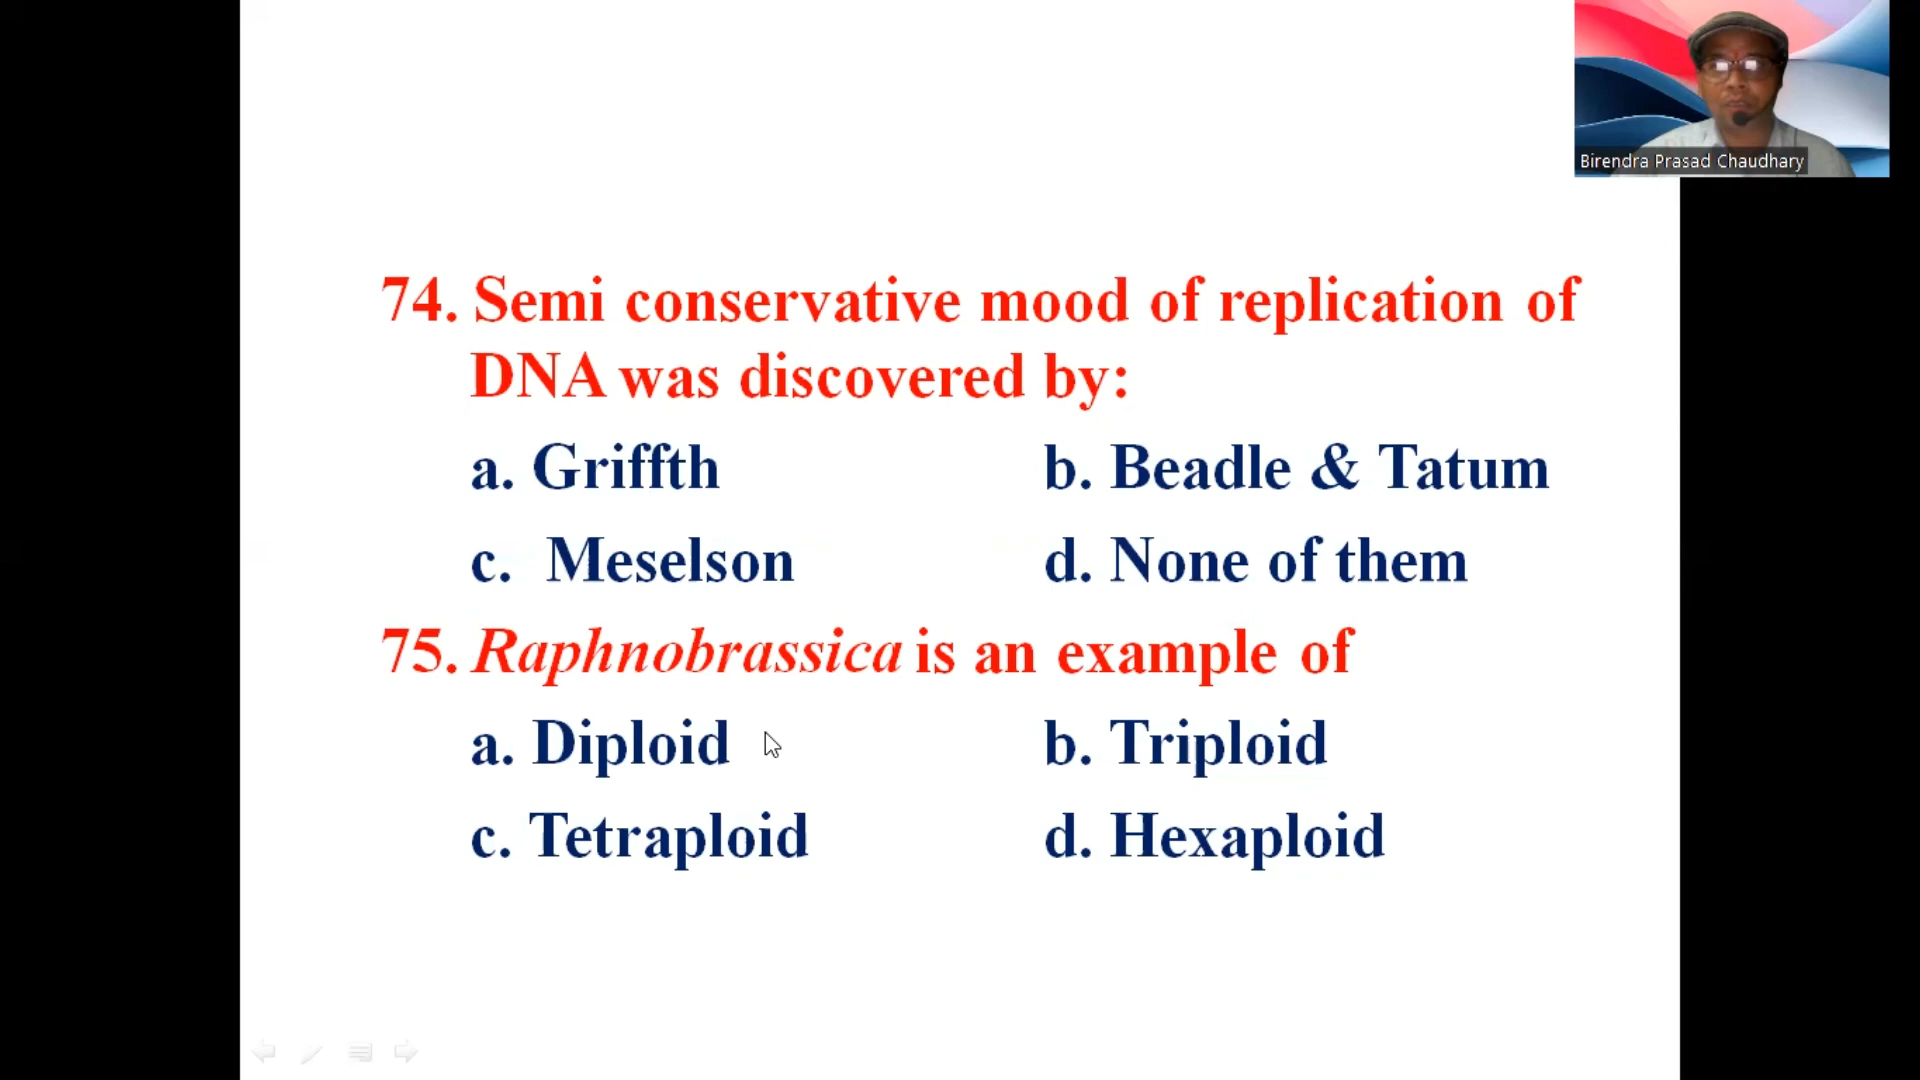 Birendra Prasad Chaudhary
74. Semi conservative mood of replication of
DNA was discovered by:
a. Griffth b. Beadle & Tatum
c. Meselson d. None of them
75. Raphnobrassica is an example of
a. Diploid b. Triploid
c. Tetraploid d. Hexaploid